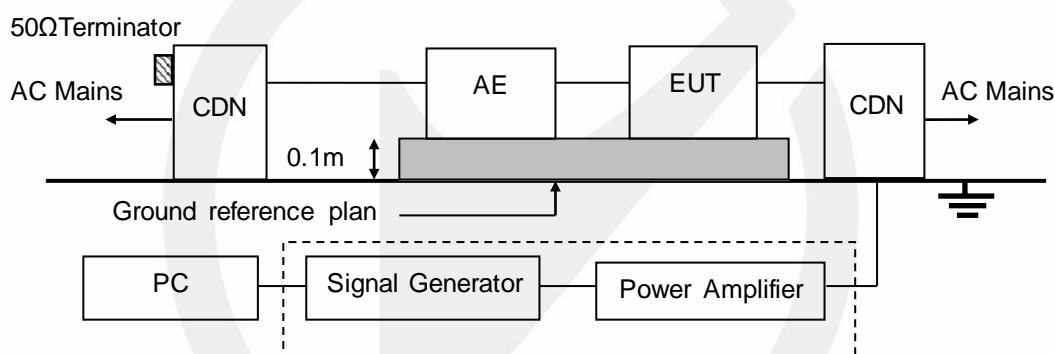 50ΩTerminator
AC Mains
CDN
AE
EUT
CDN
AC Mains
0.1m
Ground reference plan
PC
Signal Generator
Power Amplifier